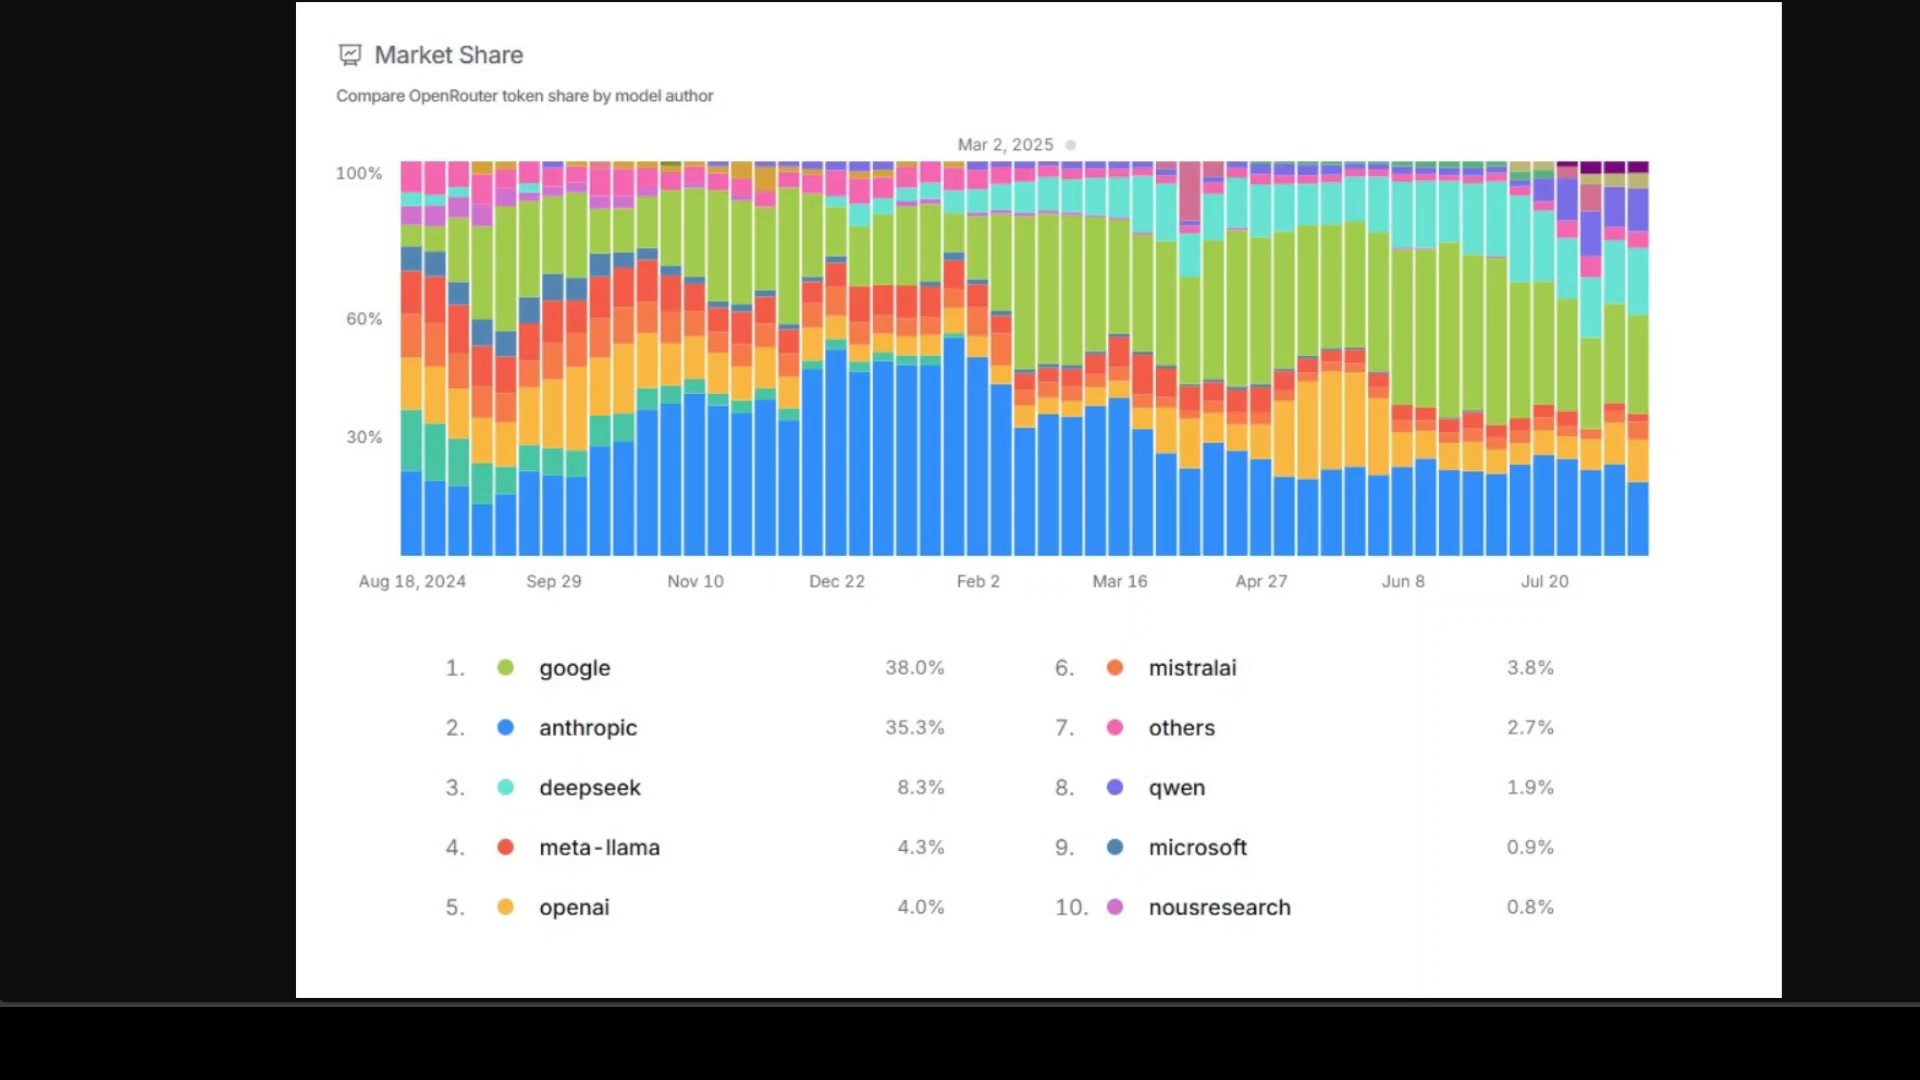 Market Share
Compare OpenRouter token share by model author
Mar 2, 2025
100%
60%
30%
Aug 18, 2024 Sep 29 Nov 10 Dec 22 Feb 2 Mar 16 Apr 27 Jun 8 Jul 20
1. google 38.0%
2. anthropic 35.3%
3. deepseek 8.3%
4. meta-llama 4.3%
5. openai 4.0%
6. mistralai 3.8%
7. others 2.7%
8. qwen 1.9%
9. microsoft 0.9%
10. nousresearch 0.8%